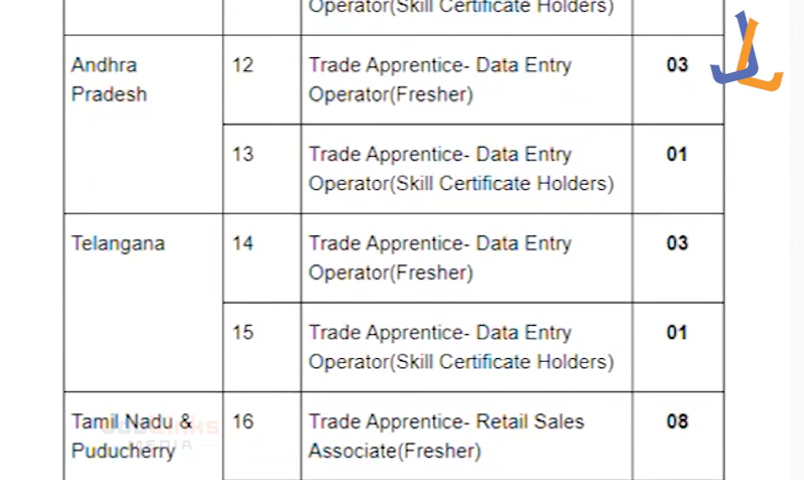 Operator(Skill Certificate Holders)
Andhra
Pradesh
12
Trade Apprentice- Data Entry
Operator(Fresher)
03
13
Trade Apprentice- Data Entry
Operator(Skill Certificate Holders)
01
Telangana
14
Trade Apprentice- Data Entry
Operator(Fresher)
03
15
Trade Apprentice- Data Entry
Operator(Skill Certificate Holders)
01
Tamil Nadu &
Puducherry
16
Trade Apprentice- Retail Sales
Associate(Fresher)
08
MEDIA